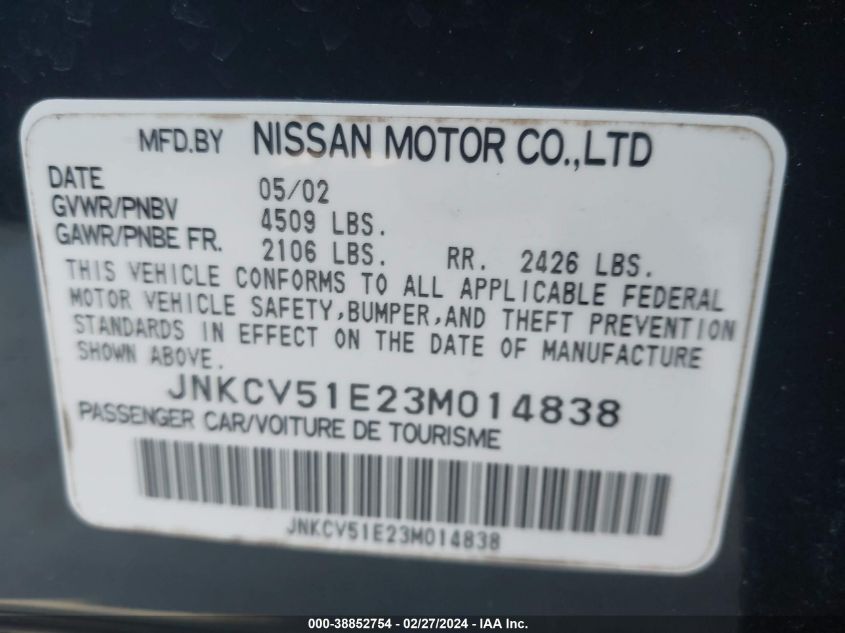 MFD.BY NISSAN MOTOR CO.,LTD
DATE 05/02
GVWR/PNBV 4509 LBS.
GAWR/PNBE FR. 2106 LBS. RR. 2426 LBS.
THIS VEHICLE CONFORMS TO ALL APPLICABLE FEDERAL
MOTOR VEHICLE SAFETY,BUMPER,AND THEFT PREVENTION
STANDARDS IN EFFECT ON THE DATE OF MANUFACTURE
SHOWN ABOVE.
JNKCV51E23M014838
PASSENGER CAR/VOITURE DE TOURISME
JNKCV51E23M014838
000-38852754 - 02/27/2024 - IAA Inc.